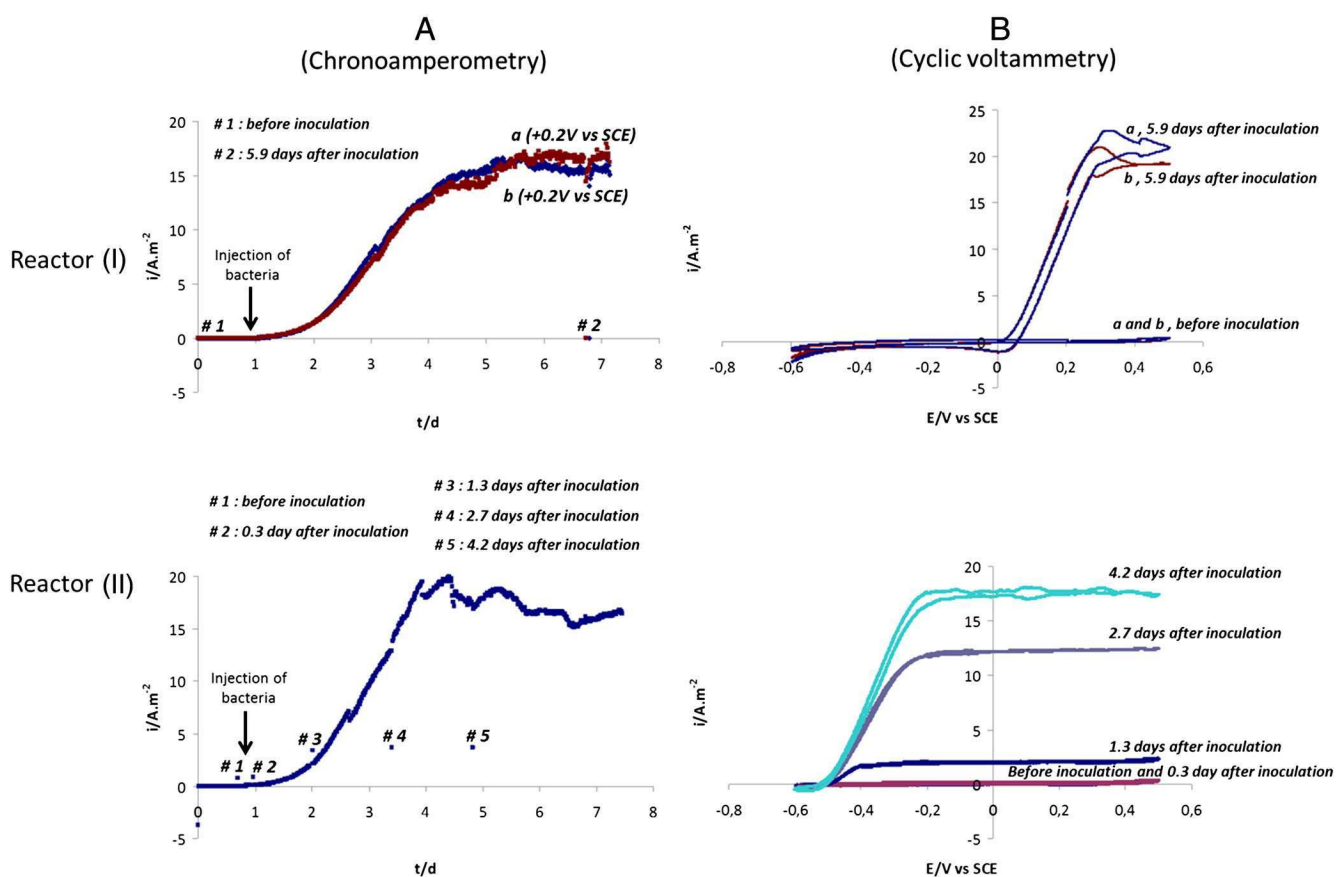 A
(Chronoamperometry)
B
(Cyclic voltammetry)
Reactor (I)
# 1 : before inoculation
# 2 : 5.9 days after inoculation
a (+0.2V vs SCE)
b (+0.2V vs SCE)
Injection of
bacteria
# 1
# 2
i/A.m-2
20
15
10
5
0
-5
0 1 2 3 4 5 6 7 8
t/d
a , 5.9 days after inoculation
b , 5.9 days after inoculation
a and b , before inoculation
i/A.m-2
25
20
15
10
5
0
-5
-0,8 -0,6 -0,4 -0,2 0 0,2 0,4 0,6
E/V vs SCE
Reactor (II)
# 1 : before inoculation
# 2 : 0.3 day after inoculation
# 3 : 1.3 days after inoculation
# 4 : 2.7 days after inoculation
# 5 : 4.2 days after inoculation
Injection of
bacteria
# 1
# 2
# 3
# 4
# 5
i/A.m-2
20
15
10
5
0
-5
0 1 2 3 4 5 6 7 8
t/d
4.2 days after inoculation
2.7 days after inoculation
1.3 days after inoculation
Before inoculation and 0.3 day after inoculation
i/A.m-2
20
15
10
5
0
-5
-0,8 -0,6 -0,4 -0,2 0 0,2 0,4 0,6
E/V vs SCE